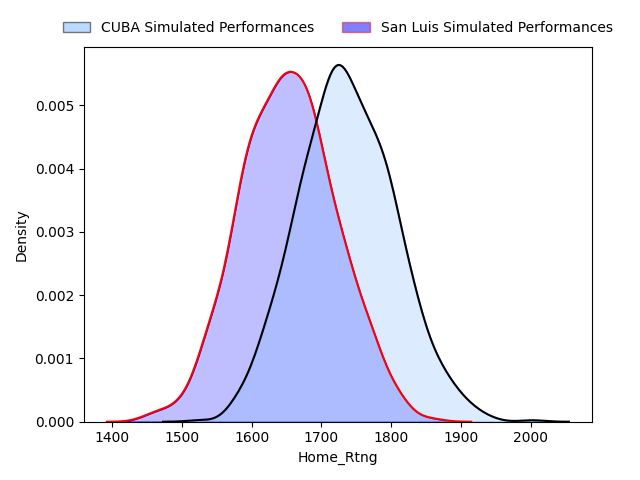 CUBA Simulated Performances San Luis Simulated Performances
0.005
0.004
0.003
0.002
0.001
0.000
Density
1400 1500 1600 1700 1800 1900 2000
Home_Rtng